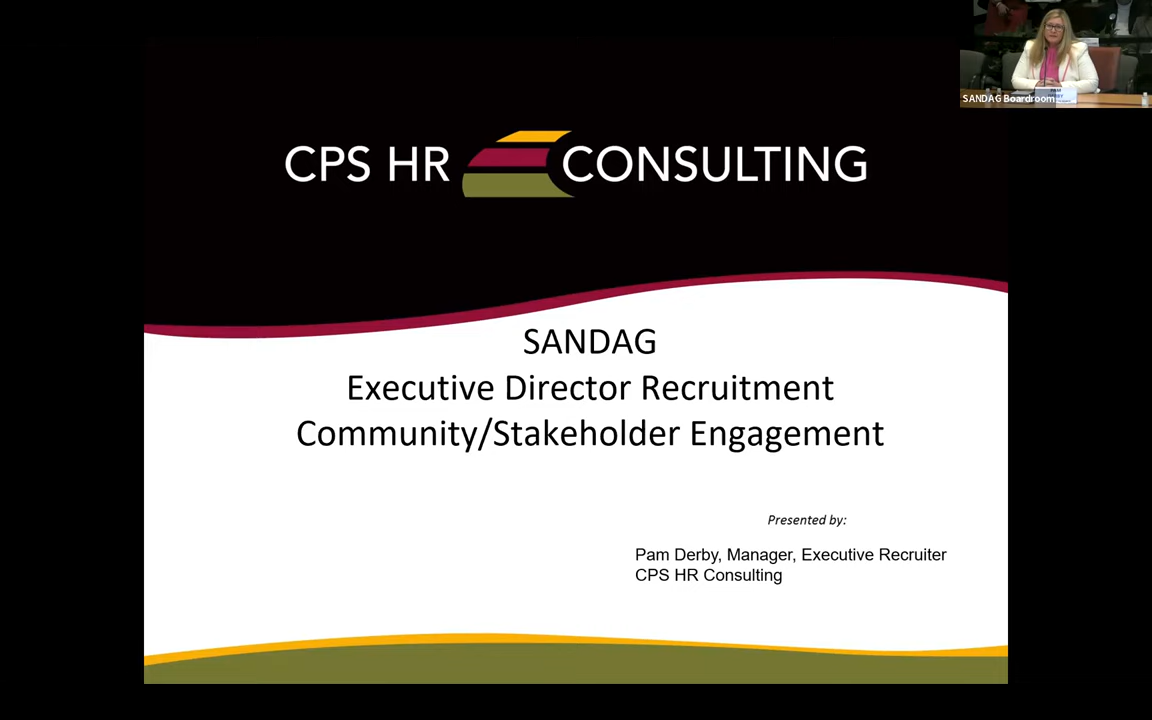 SANDAG Boardroom
CPS HR CONSULTING
SANDAG
Executive Director Recruitment
Community/Stakeholder Engagement
Presented by:
Pam Derby, Manager, Executive Recruiter
CPS HR Consulting